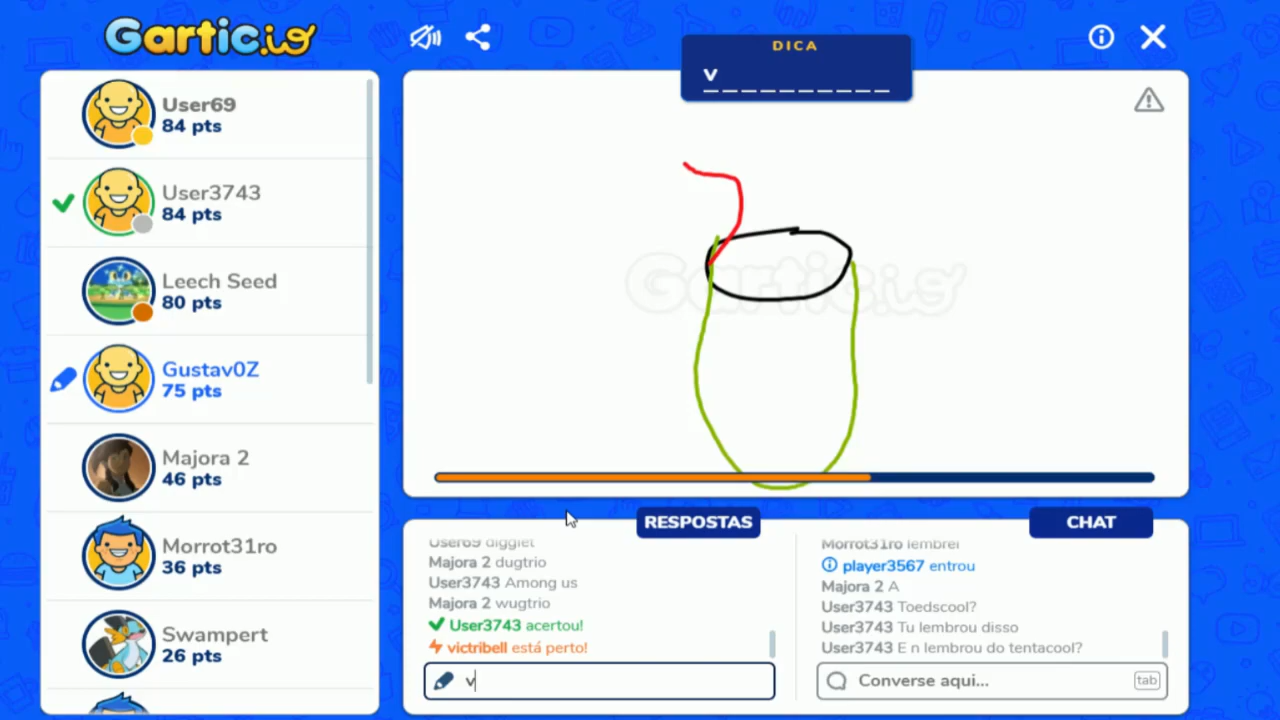 Gartic.io
DICA
v _ _ _ _ _ _ _ _ _
User69
84 pts
User3743
84 pts
Leech Seed
80 pts
Gustav0Z
75 pts
Majora 2
46 pts
Morrot31ro
36 pts
Swampert
26 pts
Gartic.io
RESPOSTAS
User69 digglet
Majora 2 dugtrio
User3743 Among us
Majora 2 wugtrio
User3743 acertou!
victribell está perto!
v
CHAT
Morrot31ro lembrei
player3567 entrou
Majora 2 A
User3743 Toedscool?
User3743 Tu lembrou disso
User3743 E n lembrou do tentacool?
Converse aqui... tab